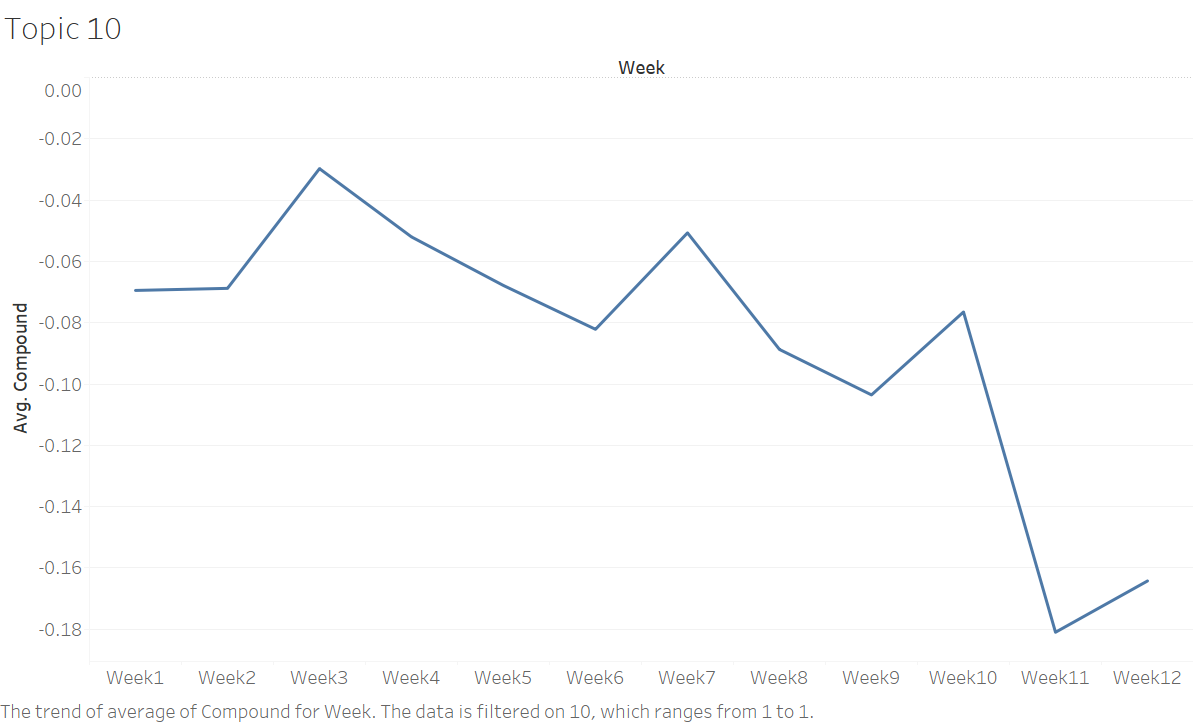 Topic 10
Week
0.00
-0.02
-0.04
-0.06
-0.08
-0.10
-0.12
-0.14
-0.16
-0.18
Avg. Compound
Week1 Week2 Week3 Week4 Week5 Week6 Week7 Week8 Week9 Week10 Week11 Week12
The trend of average of Compound for Week. The data is filtered on 10, which ranges from 1 to 1.